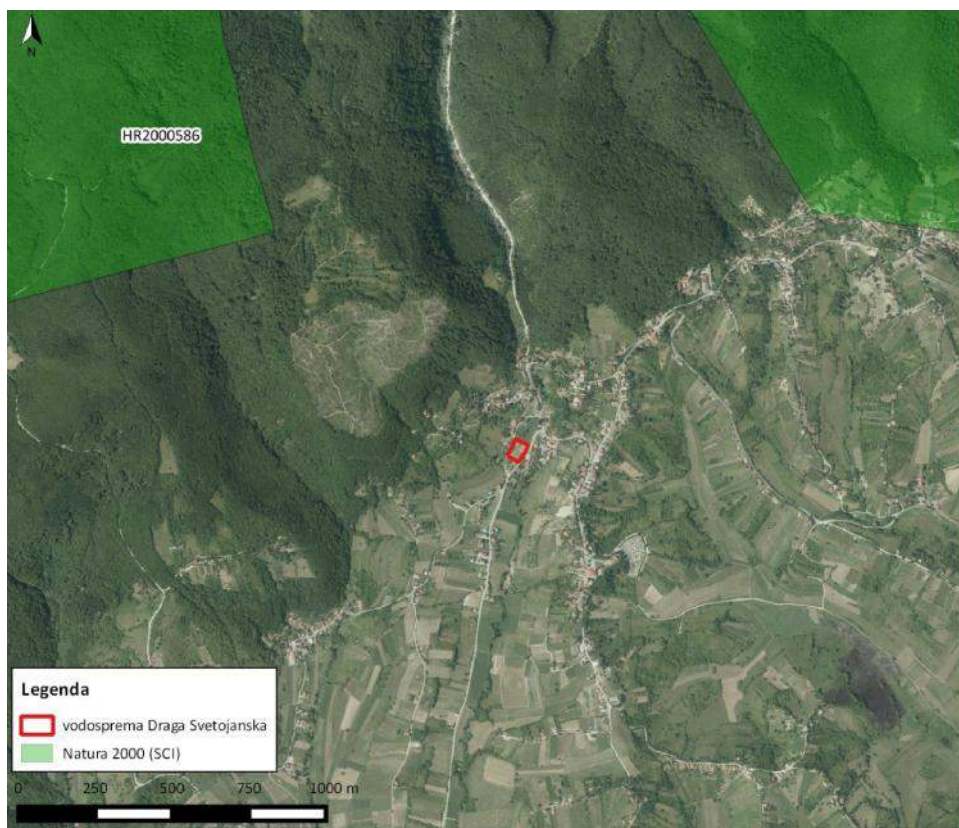 N
HR2000586
Legenda
vodosprema Draga Svetojanska
Natura 2000 (SCI)
0 250 500 750 1000 m